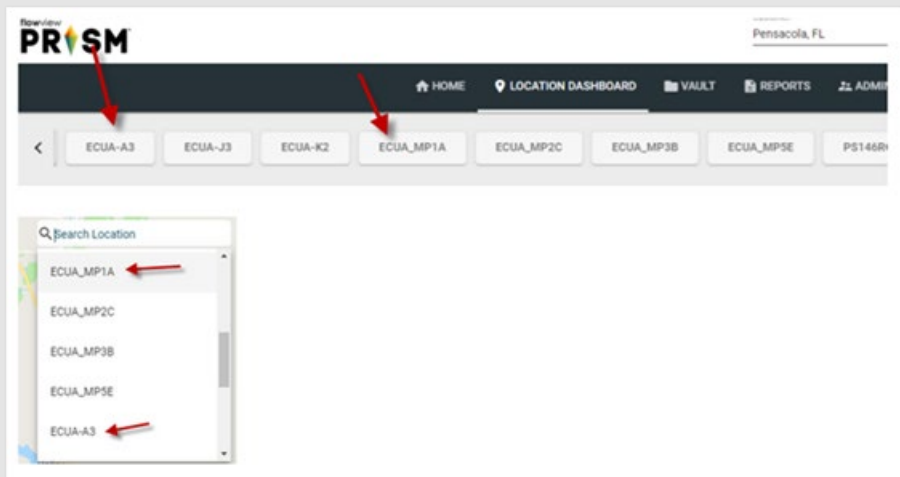 flowview
PRISM
Pensacola, FL
HOME
LOCATION DASHBOARD
VAULT
REPORTS
ECUA-A3
ECUA-J3
ECUA-K2
ECUA_MP1A
ECUA_MP2C
ECUA_MP3B
ECUA_MP5E
Search Location
ECUA_MP1A
ECUA_MP2C
ECUA_MP3B
ECUA_MP5E
ECUA-A3